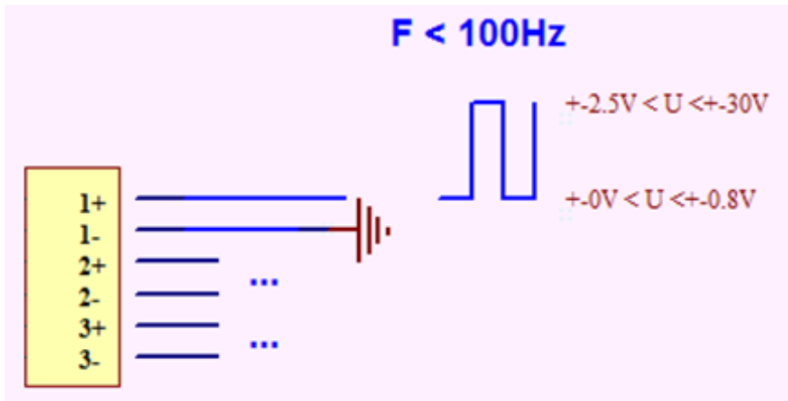 F < 100Hz
+-2.5V < U <+-30V
+-0V < U <+-0.8V
1+
1-
2+
...
2-
3+
...
3-